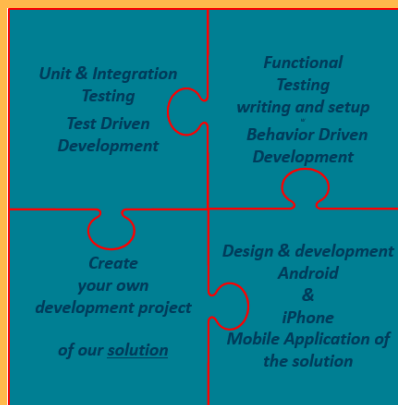 Unit & Integration
Testing
Test Driven
Development
Functional
Testing
writing and setup
Behavior Driven
Development
Create
your own
development project
of our solution
Design & development
Android
&
iPhone
Mobile Application of
the solution